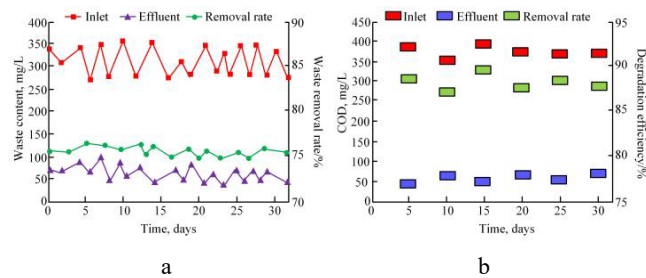 Inlet Effluent Removal rate
Waste content, mg/L
400
350
300
250
200
150
100
50
0
90
85
80
75
70
Waste removal rate/%
0 5 10 15 20 25 30
Time, days
a
Inlet Effluent Removal rate
COD, mg/L
450
400
350
300
250
200
150
100
50
0
95
90
85
80
75
Degradation efficiency/%
0 5 10 15 20 25 30
Time, days
b